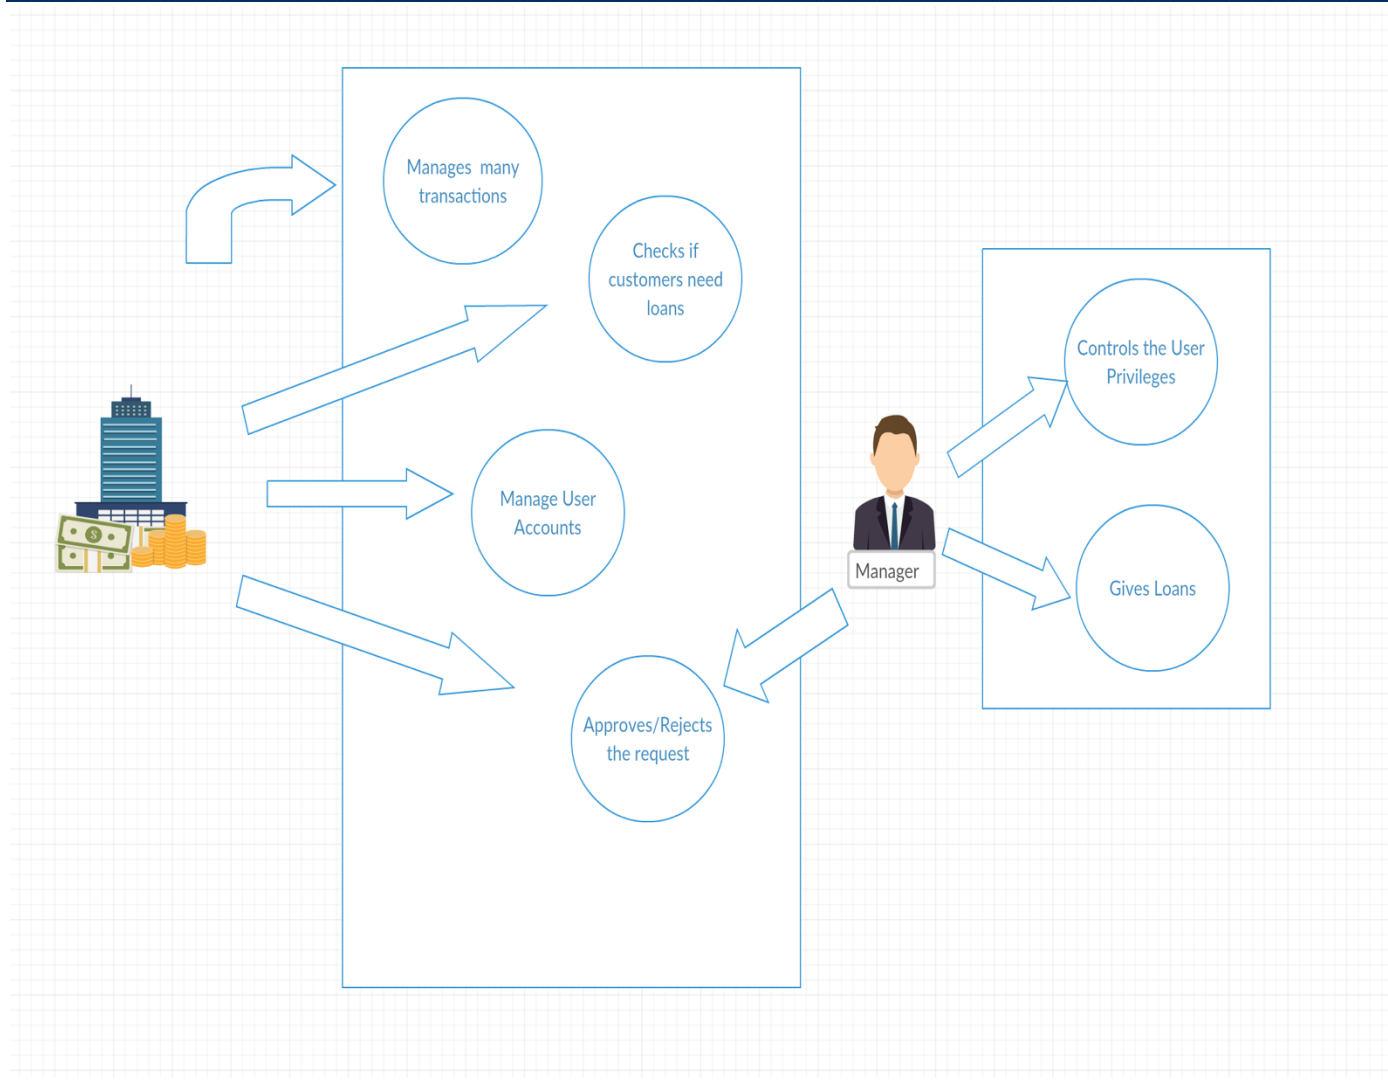 Manages  many
transactions
Checks if
customers need
loans
Controls the User
Privileges
Manage User
Accounts
$
Manager
Gives Loans
Approves/Rejects
the request